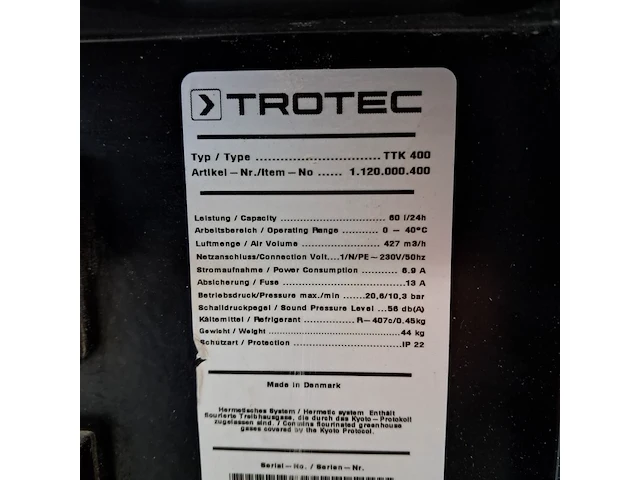 TROTEC
Typ / Type ........................... TTK 400
Artikel – Nr./Item – No ...... 1.120.000.400
Leistung / Capacity ........................... 60 l/24h
Arbeitsbereich / Operating Range ........... 0 – 40°C
Luftmenge / Air Volume ..................... 427 m3/h
Netzanschluss/Connection Volt....1/N/PE~230V/50hz
Stromaufnahme / Power Consumption ........ 6.9 A
Absicherung / Fuse ............................... 13 A
Betriebsdruck/Pressure max./min ...20,6/10,3 bar
Schalldruckpegel / Sound Pressure Level ...56 db(A)
Kältemittel / Refrigerant ............ R–407c/0,45kg
Gewicht / Weight ............................... 44 kg
Schutzart / Protection ............................IP 22
Made in Denmark
Hermetisches System / Hermetic system Enthält
flourierte Treibhausgase, die durch das Kyoto–Protokoll
zugelassen sind. / Contains flourinated greenhouse
gases covered by the Kyoto Protocol.
Serial–No. / Serien–Nr.